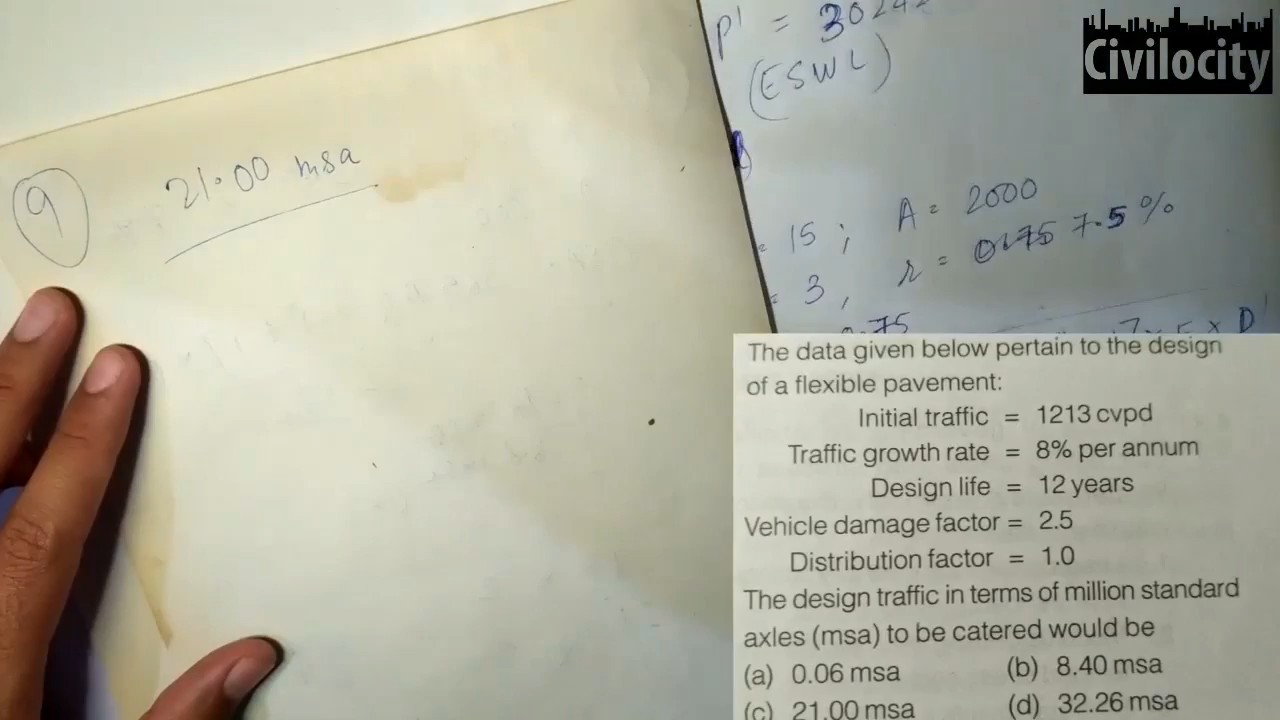 9 21.00 msa
P' = 3024
(ESWL)
= 15 ; A = 2000
= 3, r = 7.5%
Civilocity
The data given below pertain to the design
of a flexible pavement:
Initial traffic = 1213 cvpd
Traffic growth rate = 8% per annum
Design life = 12 years
Vehicle damage factor = 2.5
Distribution factor = 1.0
The design traffic in terms of million standard
axles (msa) to be catered would be
(a) 0.06 msa (b) 8.40 msa
(c) 21.00 msa (d) 32.26 msa